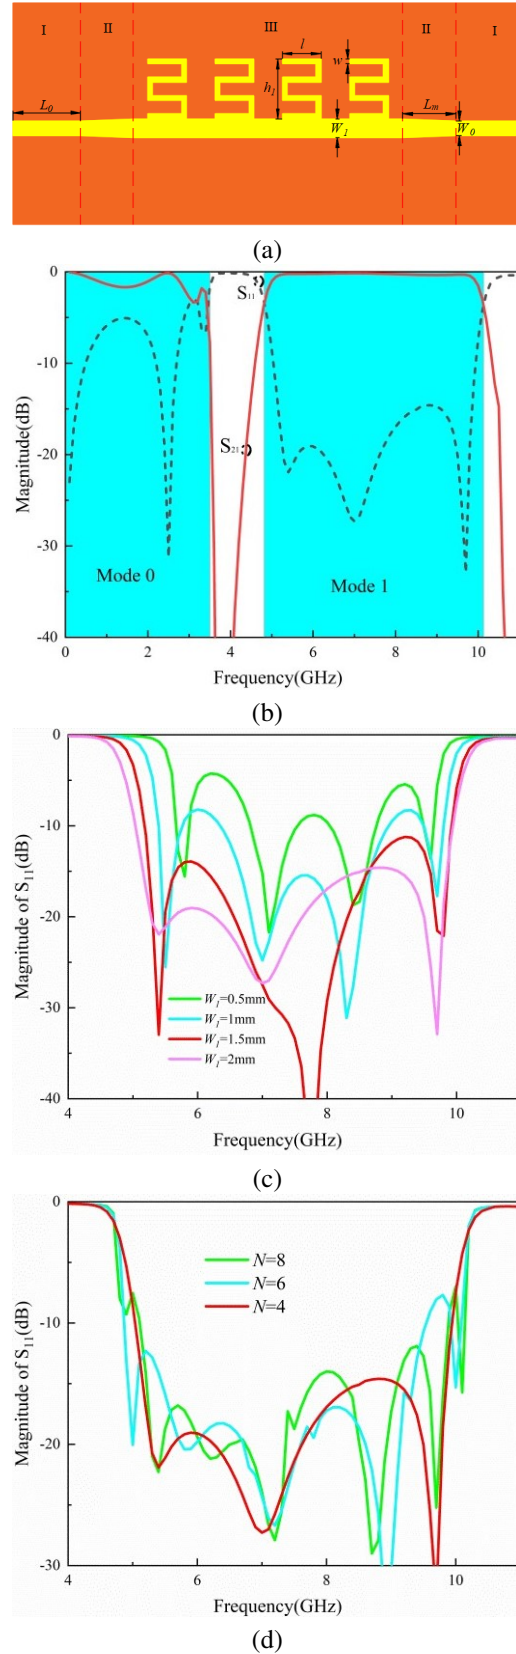 I II III II I
l w
h1
L0 Lm
W1 W0
(a)
0
S11
-10
Magnitude(dB)
S21
-20
-30
Mode 0 Mode 1
-40
0 2 4 6 8 10
Frequency(GHz)
(b)
0
-10
Magnitude of S11(dB)
-20
-30
W1=0.5mm
W1=1mm
W1=1.5mm
W1=2mm
-40
4 6 8 10
Frequency(GHz)
(c)
0
N=8
N=6
N=4
-10
Magnitude of S11(dB)
-20
-30
4 6 8 10
Frequency(GHz)
(d)